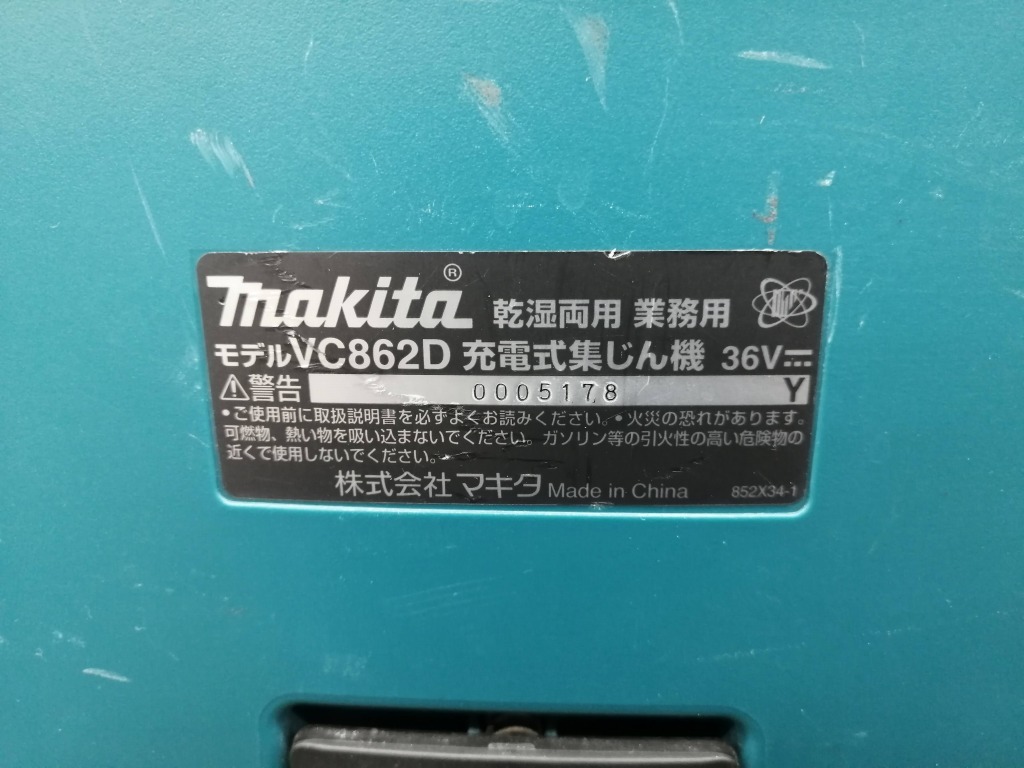 makita® 乾湿両用 業務用
モデルVC862D 充電式集じん機 36V⎓
⚠警告 0005178 Y
•ご使用前に取扱説明書を必ずよくお読みください。•火災の恐れがあります。
可燃物、熱い物を吸い込まないでください。ガソリン等の引火性の高い危険物の
近くで使用しないでください。
株式会社マキタ Made in China 852X34-1